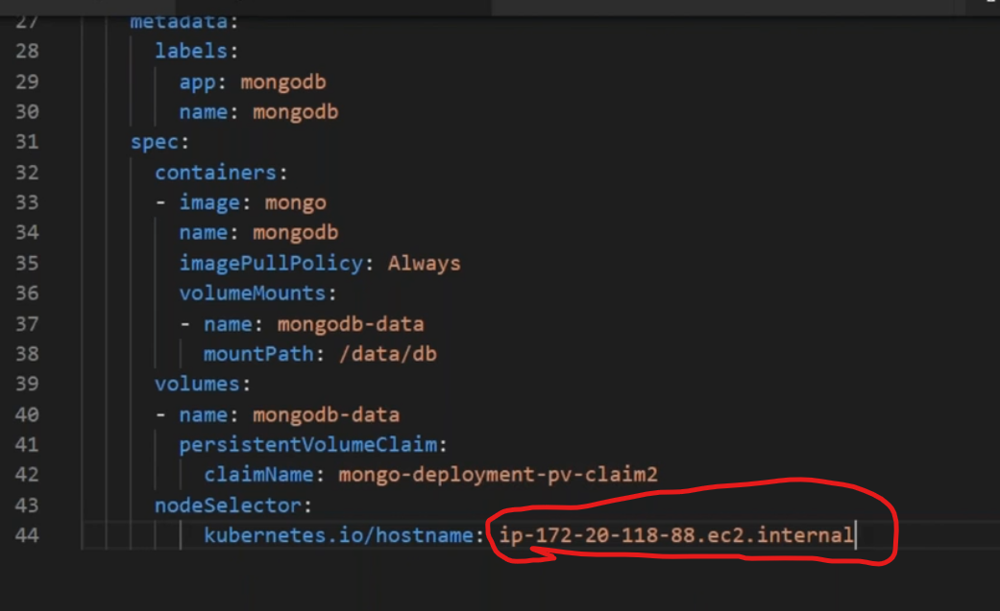 27 metadata:
28 labels:
29 app: mongodb
30 name: mongodb
31 spec:
32 containers:
33 - image: mongo
34 name: mongodb
35 imagePullPolicy: Always
36 volumeMounts:
37 - name: mongodb-data
38 mountPath: /data/db
39 volumes:
40 - name: mongodb-data
41 persistentVolumeClaim:
42 claimName: mongo-deployment-pv-claim2
43 nodeSelector:
44 kubernetes.io/hostname: ip-172-20-118-88.ec2.internal